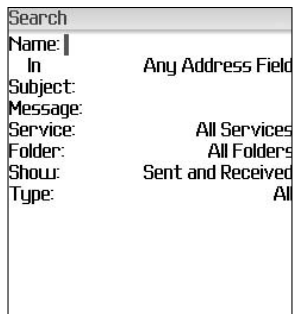 Search
Name:
In Any Address Field
Subject:
Message:
Service: All Services
Folder: All Folders
Show: Sent and Received
Type: All